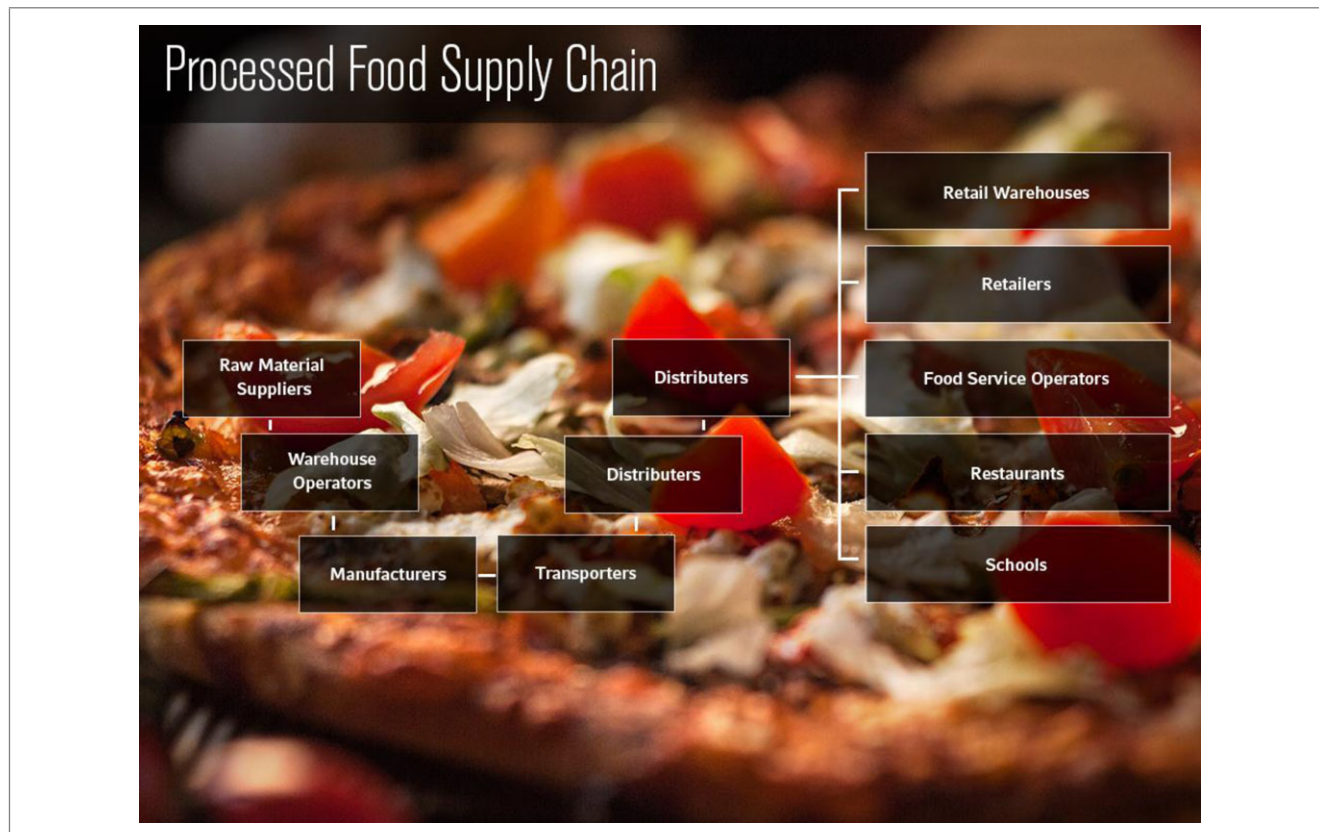 Processed Food Supply Chain
Raw Material
Suppliers
Warehouse
Operators
Manufacturers
Transporters
Distributers
Distributers
Retail Warehouses
Retailers
Food Service Operators
Restaurants
Schools